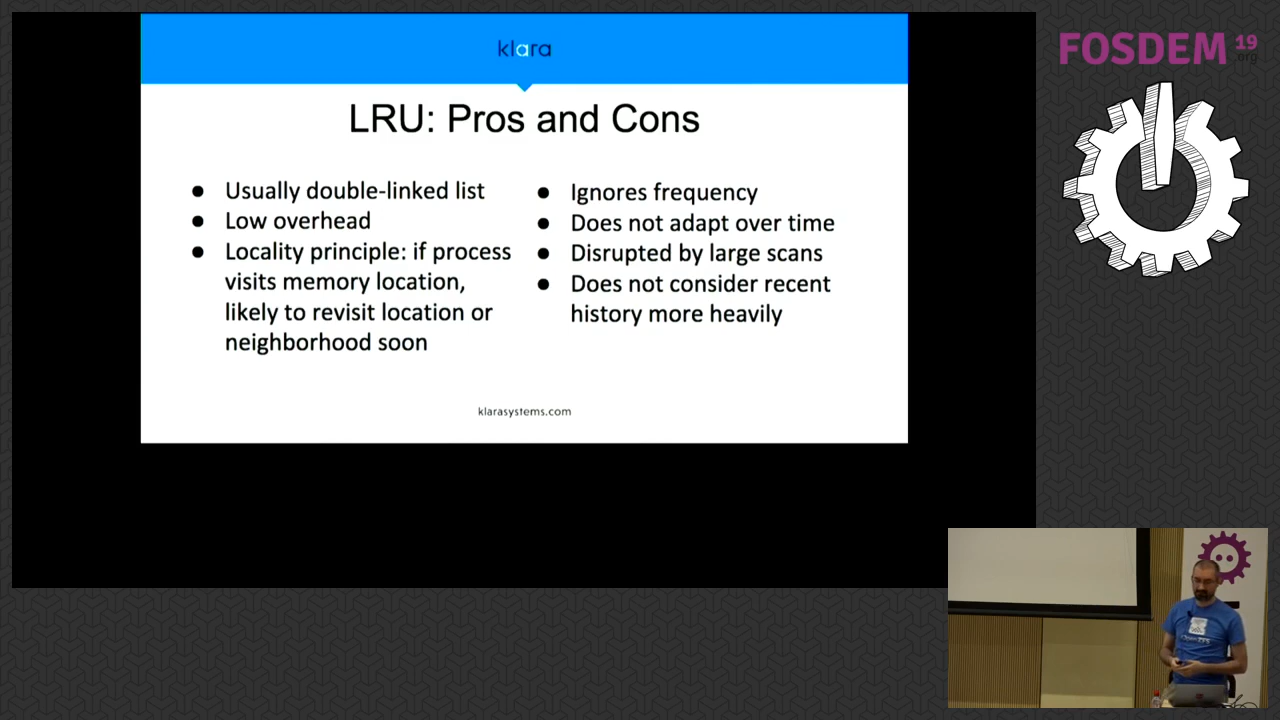 klara
FOSDEM 19
.org
LRU: Pros and Cons
● Usually double-linked list
● Low overhead
● Locality principle: if process
visits memory location,
likely to revisit location or
neighborhood soon
● Ignores frequency
● Does not adapt over time
● Disrupted by large scans
● Does not consider recent
history more heavily
klarasystems.com